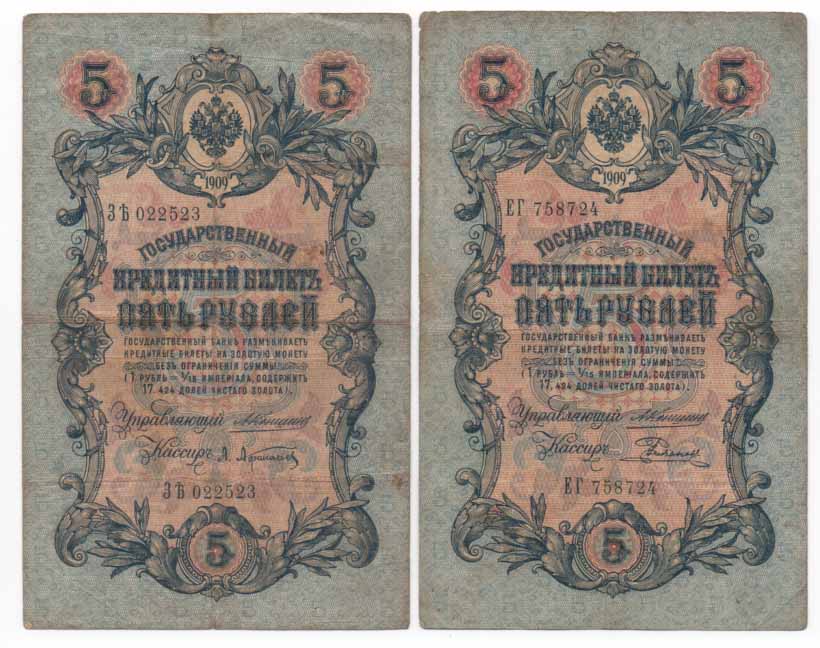 5 5
1909
ЗѢ 022523
ГОСУДАРСТВЕННЫЙ
КРЕДИТНЫЙ БИЛЕТЪ
ПЯТЬ РУБЛЕЙ
ГОСУДАРСТВЕННЫЙ БАНКЪ РАЗМѢНИВАЕТЪ
КРЕДИТНЫЕ БИЛЕТЫ НА ЗОЛОТУЮ МОНЕТУ
БЕЗЪ ОГРАНИЧЕНІЯ СУММЫ
(1 РУБЛЬ = 1/15 ИМПЕРІАЛА, СОДЕРЖИТЪ
17,424 ДОЛЕЙ ЧИСТАГО ЗОЛОТА).
Управляющій
Кассиръ
ЗѢ 022523
5
5 5
1909
ЕГ 758724
ГОСУДАРСТВЕННЫЙ
КРЕДИТНЫЙ БИЛЕТЪ
ПЯТЬ РУБЛЕЙ
ГОСУДАРСТВЕННЫЙ БАНКЪ РАЗМѢНИВАЕТЪ
КРЕДИТНЫЕ БИЛЕТЫ НА ЗОЛОТУЮ МОНЕТУ
БЕЗЪ ОГРАНИЧЕНІЯ СУММЫ
(1 РУБЛЬ = 1/15 ИМПЕРІАЛА, СОДЕРЖИТЪ
17,424 ДОЛЕЙ ЧИСТАГО ЗОЛОТА).
Управляющій
Кассиръ
ЕГ 758724
5